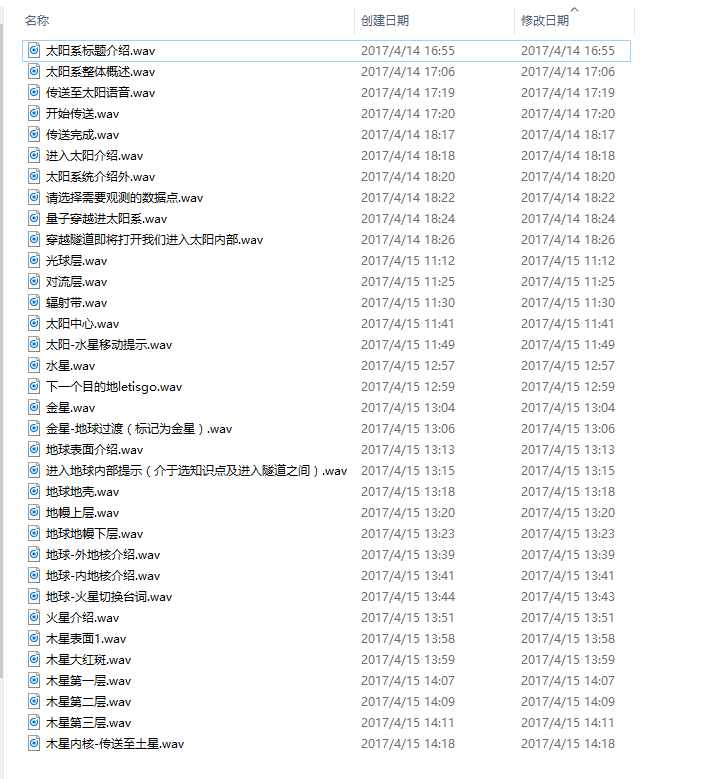 名称 创建日期 修改日期
太阳系标题介绍.wav 2017/4/14 16:55 2017/4/14 16:55
太阳系整体概述.wav 2017/4/14 17:06 2017/4/14 17:06
传送至太阳语音.wav 2017/4/14 17:19 2017/4/14 17:19
开始传送.wav 2017/4/14 17:20 2017/4/14 17:20
传送完成.wav 2017/4/14 18:17 2017/4/14 18:17
进入太阳介绍.wav 2017/4/14 18:18 2017/4/14 18:18
太阳系统介绍外.wav 2017/4/14 18:20 2017/4/14 18:20
请选择需要观测的数据点.wav 2017/4/14 18:22 2017/4/14 18:22
量子穿越进太阳系.wav 2017/4/14 18:24 2017/4/14 18:24
穿越隧道即将打开我们进入太阳内部.wav 2017/4/14 18:26 2017/4/14 18:26
光球层.wav 2017/4/15 11:12 2017/4/15 11:12
对流层.wav 2017/4/15 11:25 2017/4/15 11:25
辐射带.wav 2017/4/15 11:30 2017/4/15 11:30
太阳中心.wav 2017/4/15 11:41 2017/4/15 11:41
太阳-水星移动提示.wav 2017/4/15 11:49 2017/4/15 11:49
水星.wav 2017/4/15 12:57 2017/4/15 12:57
下一个目的地letisgo.wav 2017/4/15 12:59 2017/4/15 12:59
金星.wav 2017/4/15 13:04 2017/4/15 13:04
金星-地球过渡（标记为金星）.wav 2017/4/15 13:06 2017/4/15 13:06
地球表面介绍.wav 2017/4/15 13:13 2017/4/15 13:13
进入地球内部提示（介于选知识点及进入隧道之间）.wav 2017/4/15 13:15 2017/4/15 13:15
地球地壳.wav 2017/4/15 13:18 2017/4/15 13:18
地幔上层.wav 2017/4/15 13:20 2017/4/15 13:20
地球地幔下层.wav 2017/4/15 13:23 2017/4/15 13:23
地球-外地核介绍.wav 2017/4/15 13:39 2017/4/15 13:39
地球-内地核介绍.wav 2017/4/15 13:41 2017/4/15 13:41
地球-火星切换台词.wav 2017/4/15 13:44 2017/4/15 13:43
火星介绍.wav 2017/4/15 13:51 2017/4/15 13:51
木星表面1.wav 2017/4/15 13:58 2017/4/15 13:58
木星大红斑.wav 2017/4/15 13:59 2017/4/15 13:59
木星第一层.wav 2017/4/15 14:07 2017/4/15 14:07
木星第二层.wav 2017/4/15 14:09 2017/4/15 14:09
木星第三层.wav 2017/4/15 14:11 2017/4/15 14:11
木星内核-传送至土星.wav 2017/4/15 14:18 2017/4/15 14:18